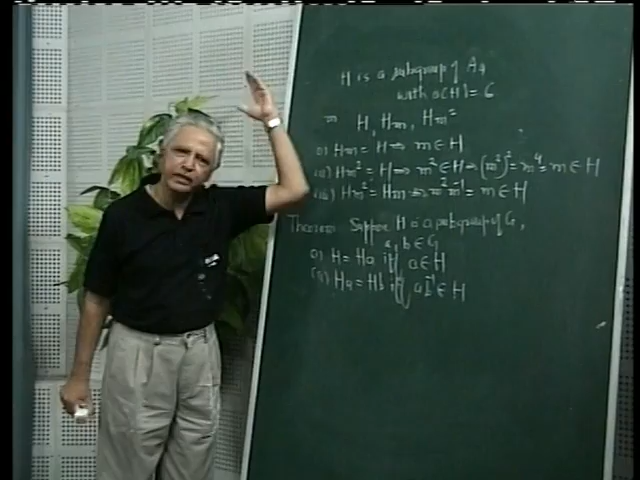 H is a subgroup of A₄
with o(H) = 6
m H, Hm, Hm²
(i) Hm = H ⇒ m ∈ H
(ii) Hm² = H ⇒ m² ∈ H ⇒ (m²)² = m⁴ = m ∈ H
(iii) Hm² = Hm ⇒ m² m⁻¹ = m ∈ H
Theorem Suppose H is a subgroup of G,
a, b ∈ G
(i) H = Ha iff a ∈ H
(ii) Ha = Hb iff ab⁻¹ ∈ H